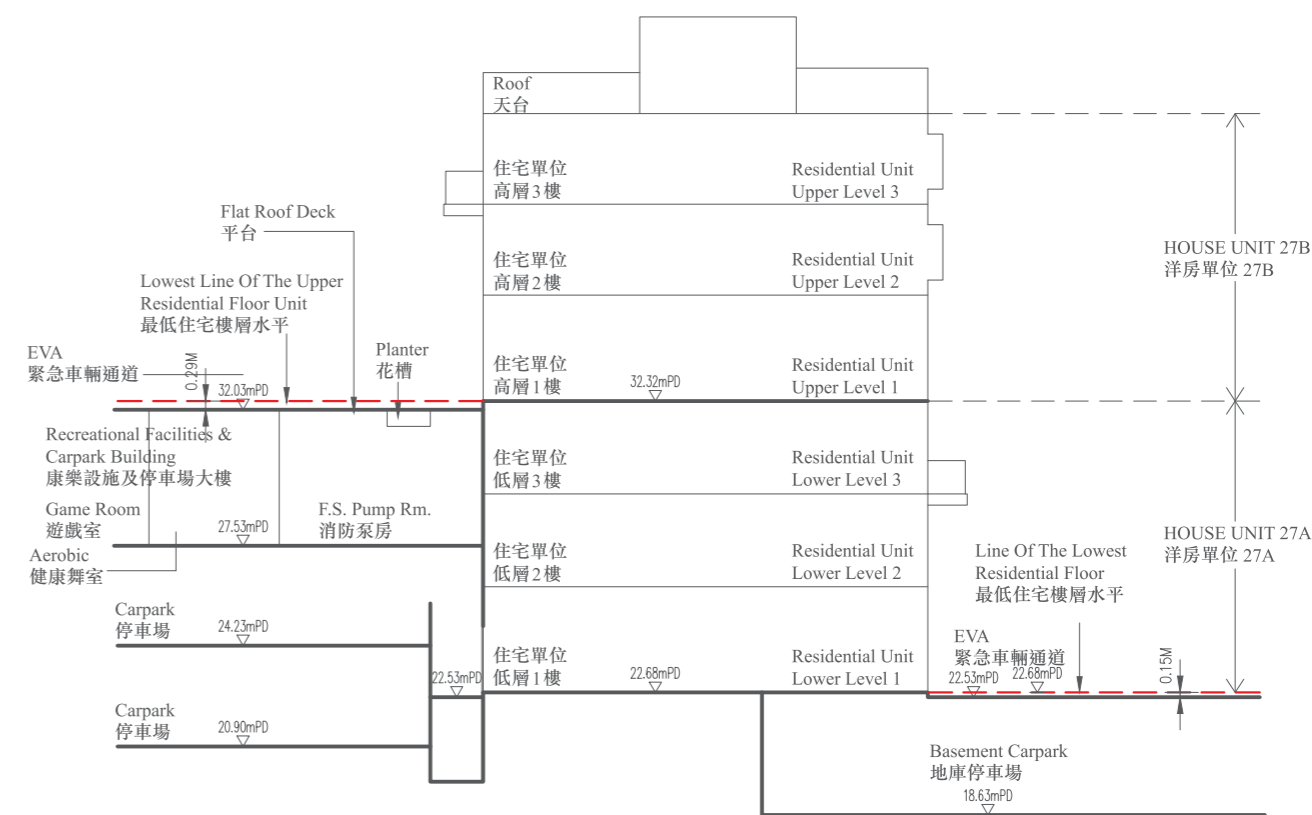 Roof
天台
住宅單位
高層3樓
Residential Unit
Upper Level 3
Flat Roof Deck
平台
住宅單位
高層2樓
Residential Unit
Upper Level 2
HOUSE UNIT 27B
洋房單位 27B
Lowest Line Of The Upper
Residential Floor Unit
最低住宅樓層水平
EVA
緊急車輛通道
0.29M
32.03mPD
Planter
花槽
住宅單位
高層1樓
32.32mPD
Residential Unit
Upper Level 1
Recreational Facilities &
Carpark Building
康樂設施及停車場大樓
住宅單位
低層3樓
Residential Unit
Lower Level 3
Game Room
遊戲室
27.53mPD
F.S. Pump Rm.
消防泵房
Aerobic
健康舞室
住宅單位
低層2樓
Residential Unit
Lower Level 2
HOUSE UNIT 27A
洋房單位 27A
Line Of The Lowest
Residential Floor
最低住宅樓層水平
Carpark
停車場
24.23mPD
22.53mPD
住宅單位
低層1樓
22.68mPD
Residential Unit
Lower Level 1
EVA
緊急車輛通道
22.53mPD
22.68mPD
0.15M
Carpark
停車場
20.90mPD
Basement Carpark
地庫停車場
18.63mPD